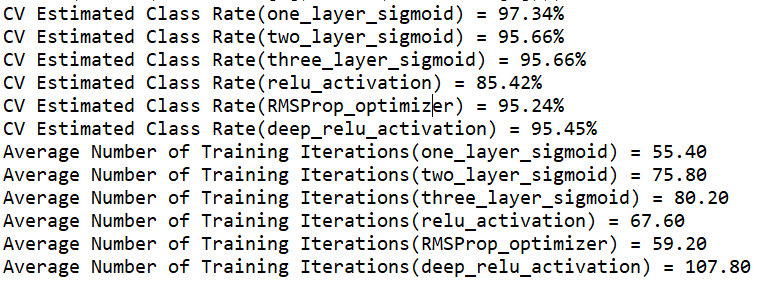 CV Estimated Class Rate(one_layer_sigmoid) = 97.34%
CV Estimated Class Rate(two_layer_sigmoid) = 95.66%
CV Estimated Class Rate(three_layer_sigmoid) = 95.66%
CV Estimated Class Rate(relu_activation) = 85.42%
CV Estimated Class Rate(RMSProp_optimizer) = 95.24%
CV Estimated Class Rate(deep_relu_activation) = 95.45%
Average Number of Training Iterations(one_layer_sigmoid) = 55.40
Average Number of Training Iterations(two_layer_sigmoid) = 75.80
Average Number of Training Iterations(three_layer_sigmoid) = 80.20
Average Number of Training Iterations(relu_activation) = 67.60
Average Number of Training Iterations(RMSProp_optimizer) = 59.20
Average Number of Training Iterations(deep_relu_activation) = 107.80